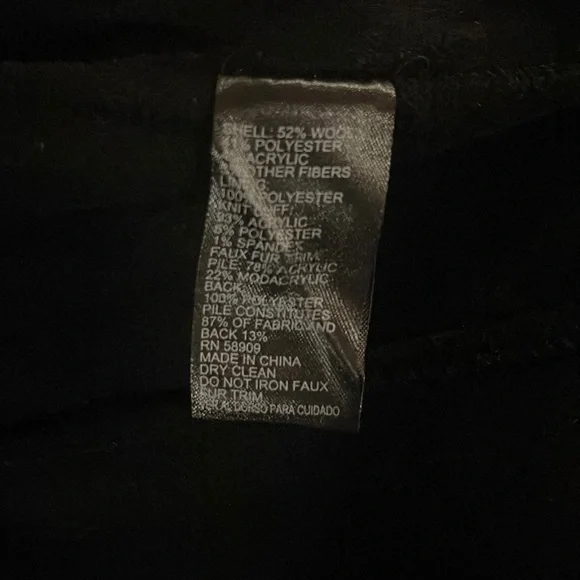 SHELL: 52% WOOL
POLYESTER
ACRYLIC
OTHER FIBERS
LINING:
100% POLYESTER
KNIT CUFF:
93% ACRYLIC
6% POLYESTER
1% SPANDEX
FAUX FUR TRIM:
PILE: 78% ACRYLIC
22% MODACRYLIC
BACK:
100% POLYESTER
PILE CONSTITUTES
87% OF FABRIC AND
BACK 13%
RN 58909
MADE IN CHINA
DRY CLEAN
DO NOT IRON FAUX
FUR TRIM
AL DORSO PARA CUIDADO